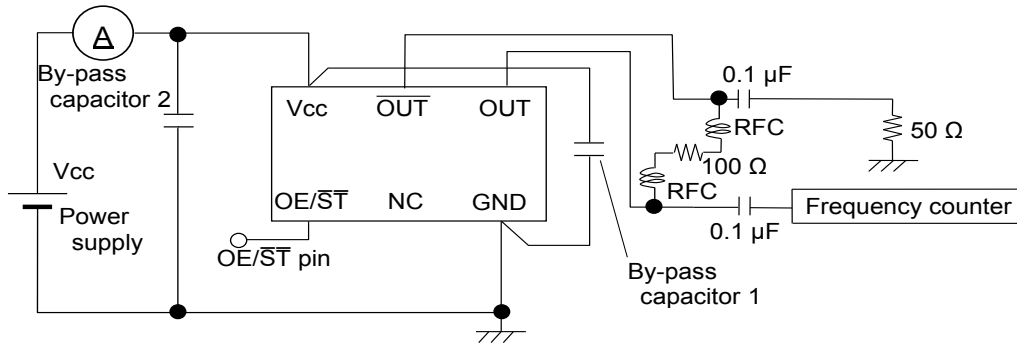 A
By-pass
capacitor 2
Vcc
Power
supply
Vcc
OUT
OUT
OE/ST
NC
GND
OE/ST pin
0.1 µF
RFC
100 Ω
RFC
50 Ω
0.1 µF
Frequency counter
By-pass
capacitor 1